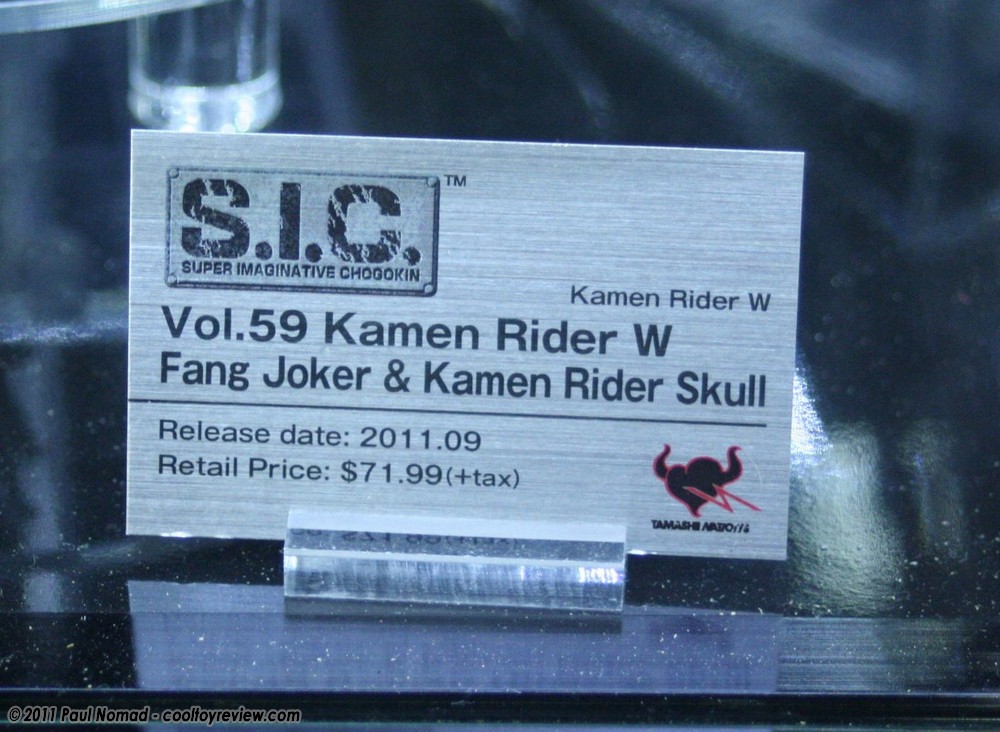 S.I.C.™
SUPER IMAGINATIVE CHOGOKIN
Kamen Rider W
Vol.59 Kamen Rider W
Fang Joker & Kamen Rider Skull
Release date: 2011.09
Retail Price: $71.99(+tax)
TAMASHII NATIONS
©2011 Paul Nomad - cooltoyreview.com